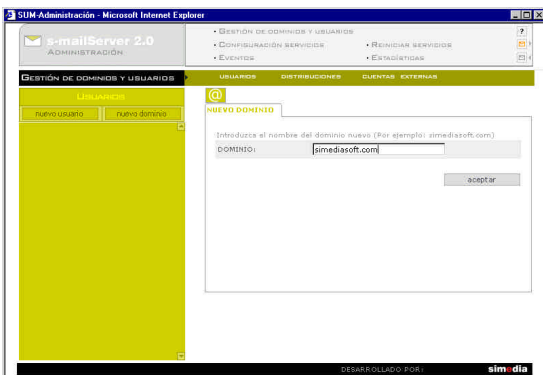 SUM-Administración - Microsoft Internet Explorer
s-mailServer 2.0
ADMINISTRACIÓN
• GESTIÓN DE DOMINIOS Y USUARIOS
• CONFIGURACIÓN SERVICIOS
• REINICIAR SERVICIOS
• EVENTOS
• ESTADÍSTICAS
?
GESTIÓN DE DOMINIOS Y USUARIOS
USUARIOS DISTRIBUCIONES CUENTAS EXTERNAS
USUARIOS
nuevo usuario
nuevo dominio
@
NUEVO DOMINIO
Introduzca el nombre del dominio nuevo (Por ejemplo: simediasoft.com)
DOMINIO:
simediasoft.com
aceptar
DESARROLLADO POR:
simedia